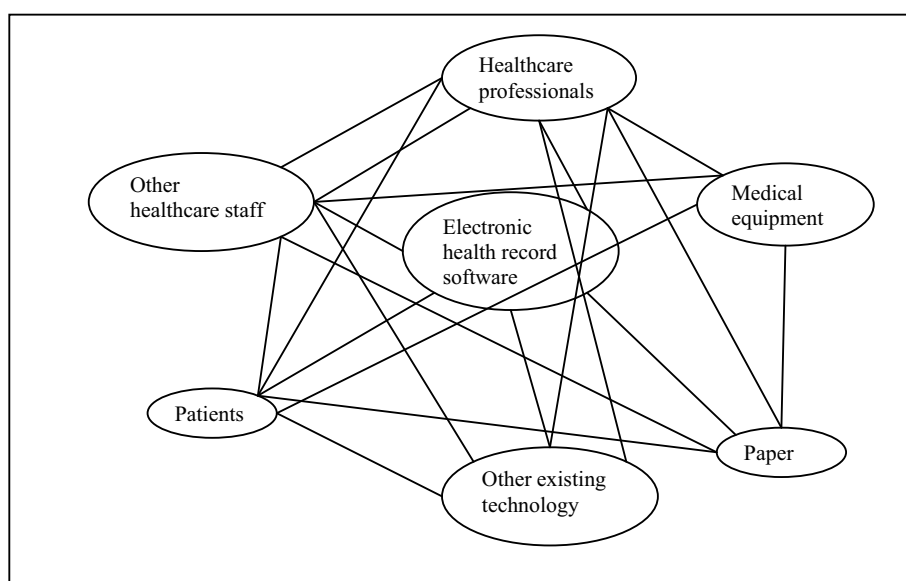 Healthcare
professionals
Other
healthcare staff
Medical
equipment
Electronic
health record
software
Patients
Paper
Other existing
technology